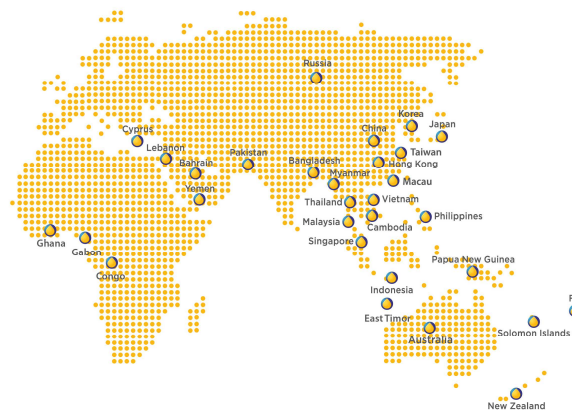 Russia
Korea
Japan
Cyprus
China
Lebanon
Taiwan
Bahrain
Pakistan
Bangladesh
Hong Kong
Myanmar
Macau
Yemen
Thailand
Vietnam
Malaysia
Cambodia
Philippines
Ghana
Gabon
Singapore
Congo
Papua New Guinea
Indonesia
East Timor
Solomon Islands
Australia
New Zealand